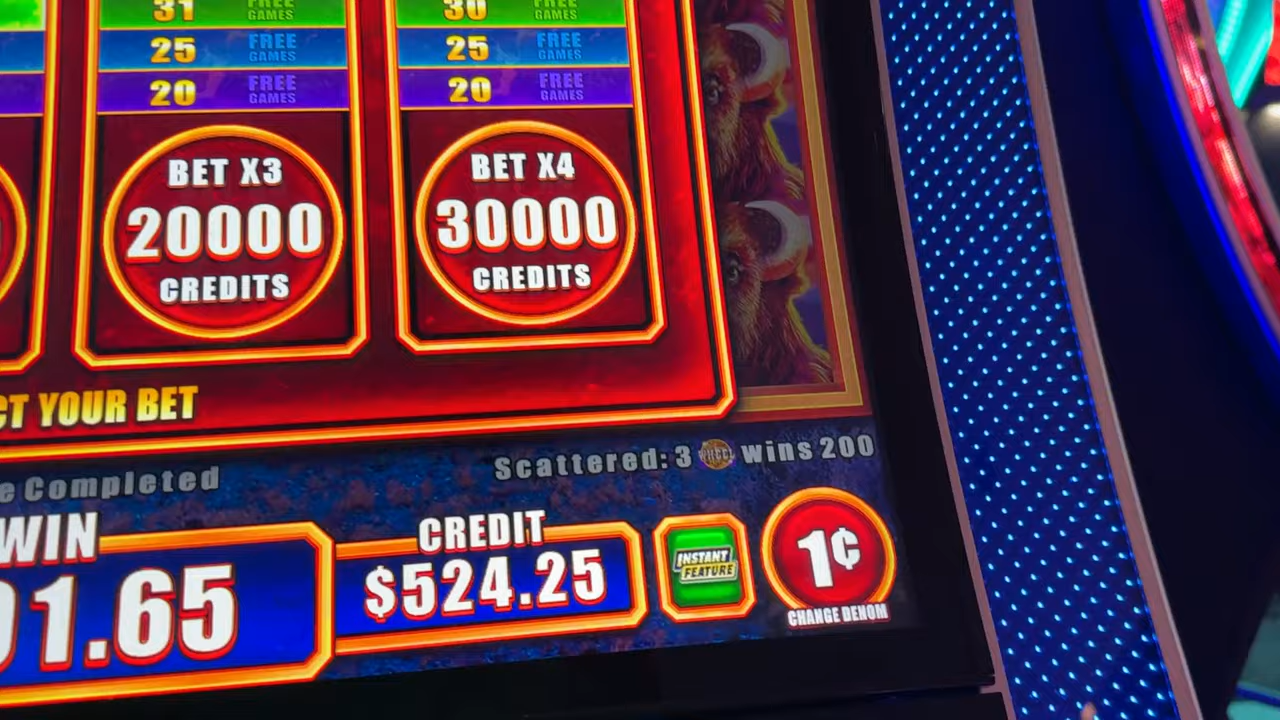 31 FREE GAMES
30 FREE GAMES
25 FREE GAMES
25 FREE GAMES
20 FREE GAMES
20 FREE GAMES
BET X3
20000
CREDITS
BET X4
30000
CREDITS
YOUR BET
Completed
Scattered: 3 WHEEL Wins 200
WIN
1.65
CREDIT
$524.25
INSTANT
FEATURE
1¢
CHANGE DENOM